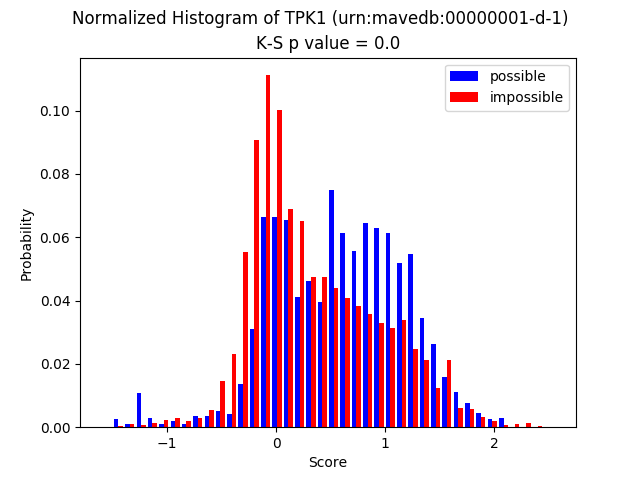 Normalized Histogram of TPK1 (urn:mavedb:00000001-d-1)
K-S p value = 0.0
possible
impossible
0.10
0.08
0.06
0.04
0.02
0.00
Probability
−1
0
1
2
Score